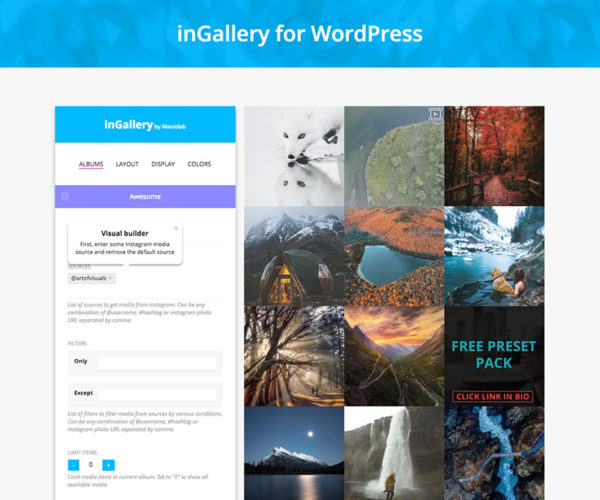 inGallery for WordPress
inGallery by Maxiolab
ALBUMS LAYOUT DISPLAY COLORS
Awesome
Visual builder
First, enter some Instagram media
source and remove the default source
SOURCES
@artofvisuals ×
List of sources to get media from instagram. Can be any
combination of @username, #hashtag or instagram photo
URL separated by comma
FILTERS
Only
Except
List of filters to filter media from sources by various conditions.
Can be any combination of @username, #hashtag or
instagram photo URL separated by comma
LIMIT ITEMS
- 0 +
Limit media items in current album. Set to "0" to show all
available media
FREE PRESET
PACK
CLICK LINK IN BIO